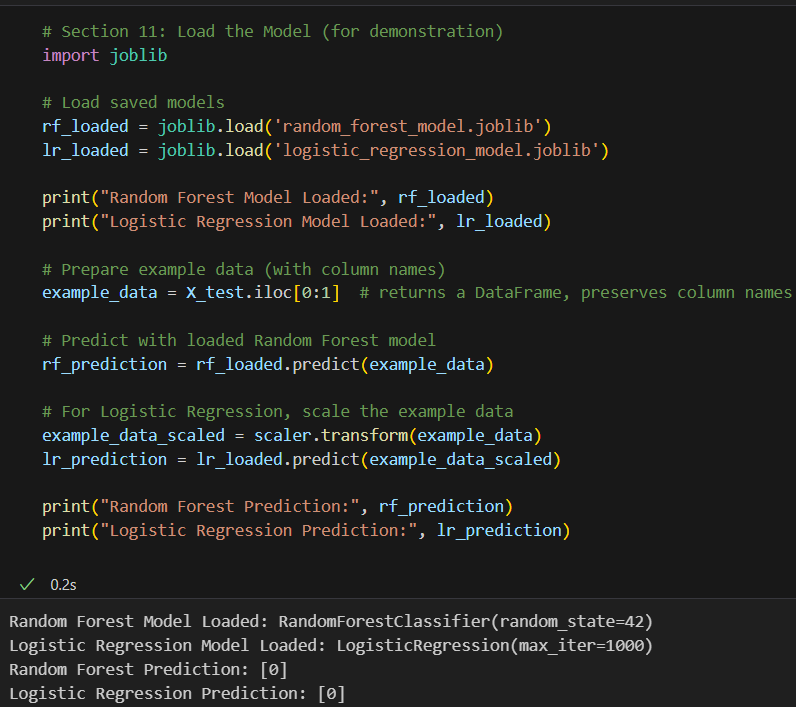 # Section 11: Load the Model (for demonstration)
import joblib
# Load saved models
rf_loaded = joblib.load('random_forest_model.joblib')
lr_loaded = joblib.load('logistic_regression_model.joblib')
print("Random Forest Model Loaded:", rf_loaded)
print("Logistic Regression Model Loaded:", lr_loaded)
# Prepare example data (with column names)
example_data = X_test.iloc[0:1]  # returns a DataFrame, preserves column names
# Predict with loaded Random Forest model
rf_prediction = rf_loaded.predict(example_data)
# For Logistic Regression, scale the example data
example_data_scaled = scaler.transform(example_data)
lr_prediction = lr_loaded.predict(example_data_scaled)
print("Random Forest Prediction:", rf_prediction)
print("Logistic Regression Prediction:", lr_prediction)
0.2s
Random Forest Model Loaded: RandomForestClassifier(random_state=42)
Logistic Regression Model Loaded: LogisticRegression(max_iter=1000)
Random Forest Prediction: [0]
Logistic Regression Prediction: [0]